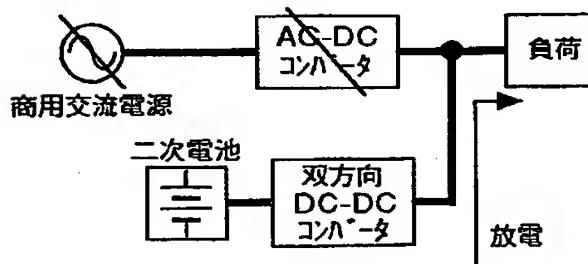 AC-DC
コンバータ
負荷
商用交流電源
二次電池
双方向
DC-DC
コンバータ
放電